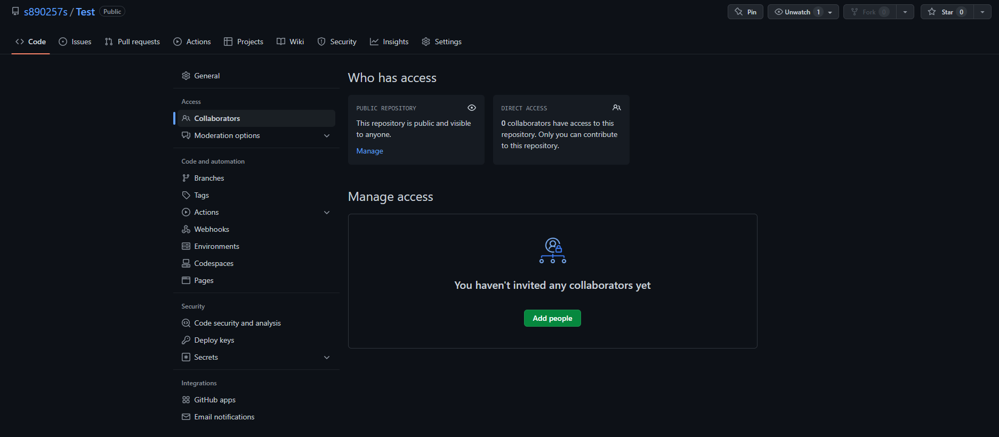 s890257s / Test Public
Pin
Unwatch 1
Fork 0
Star 0
Code
Issues
Pull requests
Actions
Projects
Wiki
Security
Insights
Settings
General
Access
Collaborators
Moderation options
Code and automation
Branches
Tags
Actions
Webhooks
Environments
Codespaces
Pages
Security
Code security and analysis
Deploy keys
Secrets
Integrations
GitHub apps
Email notifications
Who has access
PUBLIC REPOSITORY
This repository is public and visible
to anyone.
Manage
DIRECT ACCESS
0 collaborators have access to this
repository. Only you can contribute
to this repository.
Manage access
You haven't invited any collaborators yet
Add people